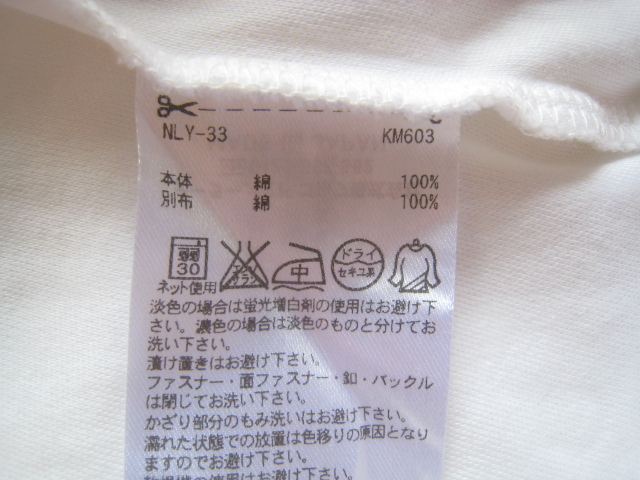 NLY-33 KM603
本体 綿 100%
別布 綿 100%
弱 30 エンソ サラシ 中 ドライ セキユ系
ネット使用
淡色の場合は蛍光増白剤の使用はお避け下
さい。濃色の場合は淡色のものと分けてお
洗い下さい。
漬け置きはお避け下さい。
ファスナー・面ファスナー・釦・バックル
は閉じてお洗い下さい。
かざり部分のもみ洗いはお避け下さい。
濡れた状態での放置は色移りの原因となり
ますのでお避け下さい。